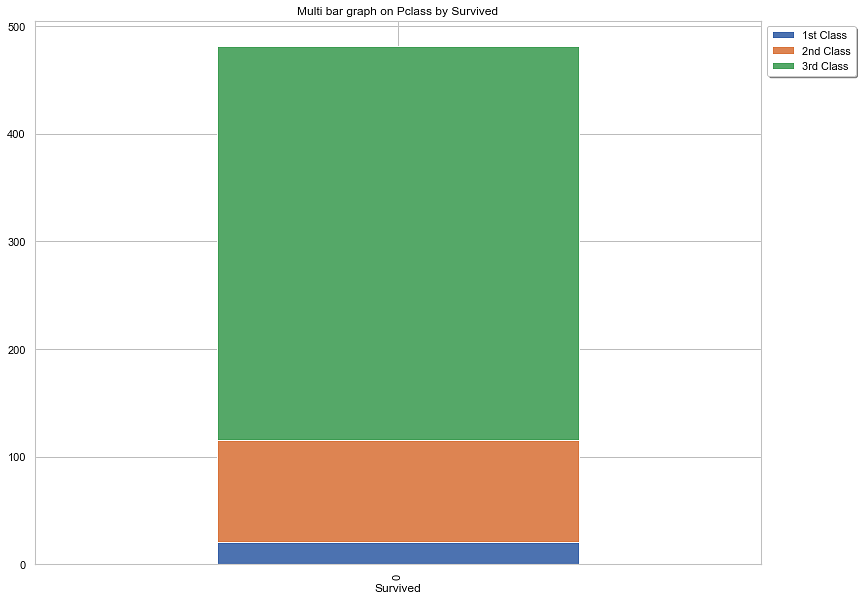 Multi bar graph on Pclass by Survived
500
400
300
200
100
0
0
Survived
1st Class
2nd Class
3rd Class